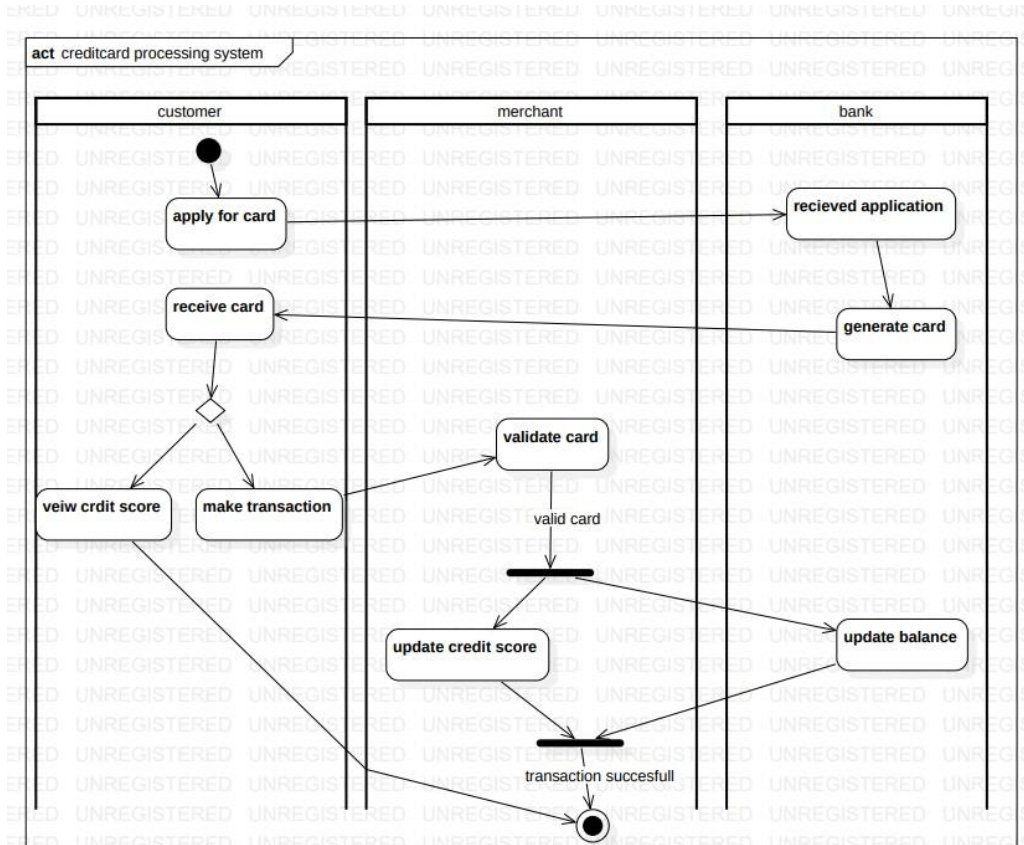 act creditcard processing system
customer
merchant
bank
apply for card
recieved application
receive card
generate card
validate card
veiw crdit score
make transaction
valid card
update credit score
update balance
transaction succesfull
UNREGISTERED